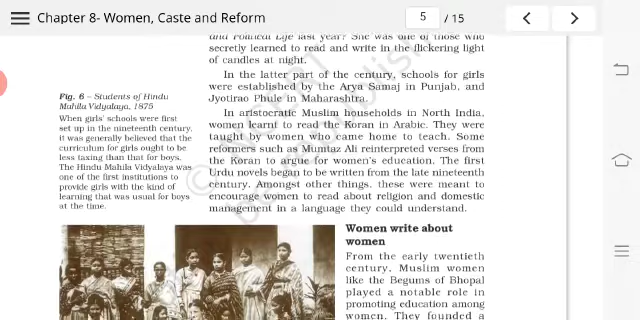 Chapter 8- Women, Caste and Reform
5 / 15
and Political Life last year? She was one of those who
secretly learned to read and write in the flickering light
of candles at night.
In the latter part of the century, schools for girls
were established by the Arya Samaj in Punjab, and
Jyotirao Phule in Maharashtra.
In aristocratic Muslim households in North India,
women learnt to read the Koran in Arabic. They were
taught by women who came home to teach. Some
reformers such as Mumtaz Ali reinterpreted verses from
the Koran to argue for women's education. The first
Urdu novels began to be written from the late nineteenth
century. Amongst other things, these were meant to
encourage women to read about religion and domestic
management in a language they could understand.
Fig. 6 – Students of Hindu
Mahila Vidyalaya, 1875
When girls' schools were first
set up in the nineteenth century,
it was generally believed that the
curriculum for girls ought to be
less taxing than that for boys.
The Hindu Mahila Vidyalaya was
one of the first institutions to
provide girls with the kind of
learning that was usual for boys
at the time.
Women write about
women
From the early twentieth
century, Muslim women
like the Begums of Bhopal
played a notable role in
promoting education among
women. They founded a